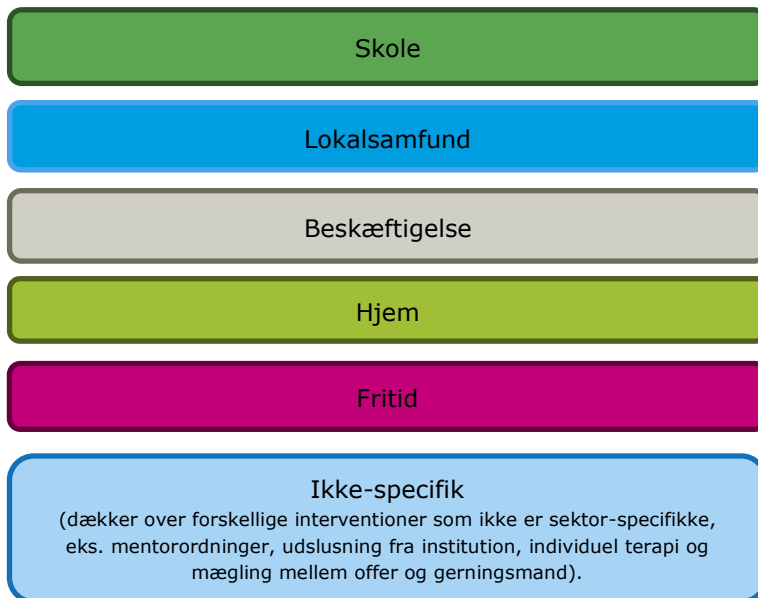 Skole
Lokalsamfund
Beskæftigelse
Hjem
Fritid
Ikke-specifik
(dækker over forskellige interventioner som ikke er sektor-specifikke,
eks. mentorordninger, udslusning fra institution, individuel terapi og
mægling mellem offer og gerningsmand).